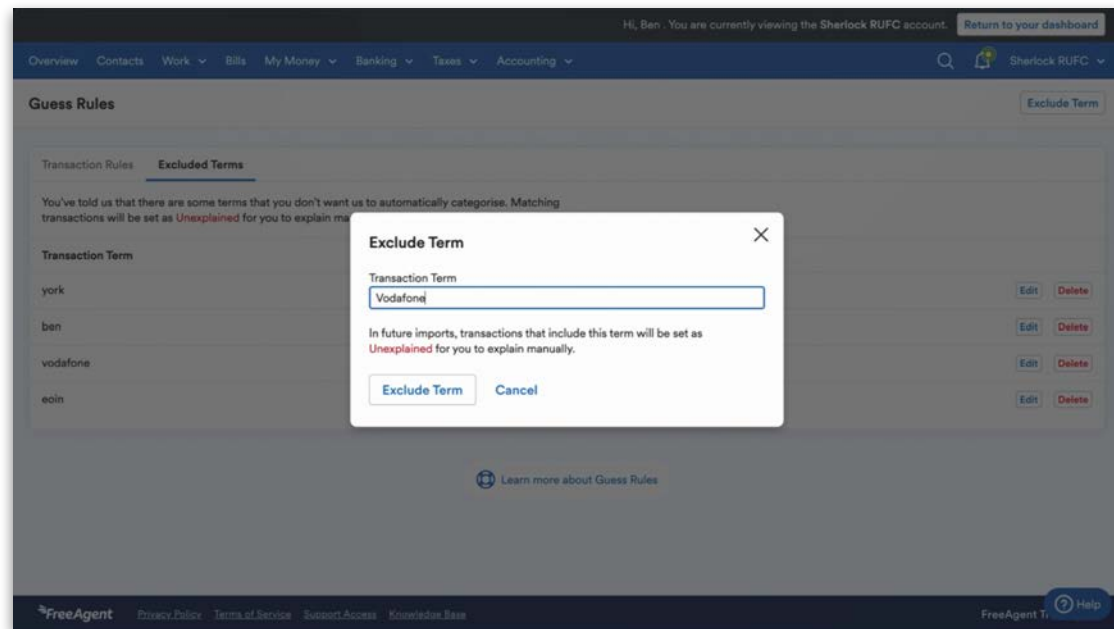 Hi, Ben . You are currently viewing the Sherlock RUFC account. Return to your dashboard
Overview Contacts Work Bills My Money Banking Taxes Accounting Sherlock RUFC
Guess Rules Exclude Term
Transaction Rules Excluded Terms
You've told us that there are some terms that you don't want us to automatically categorise. Matching
transactions will be set as Unexplained for you to explain
Transaction Term
york Edit Delete
ben Edit Delete
vodafone Edit Delete
eoin Edit Delete
Exclude Term
Transaction Term
Vodafone
In future imports, transactions that include this term will be set as
Unexplained for you to explain manually.
Exclude Term Cancel
Learn more about Guess Rules
FreeAgent Privacy Policy Terms of Service Support Access Knowledge Base FreeAgent Help